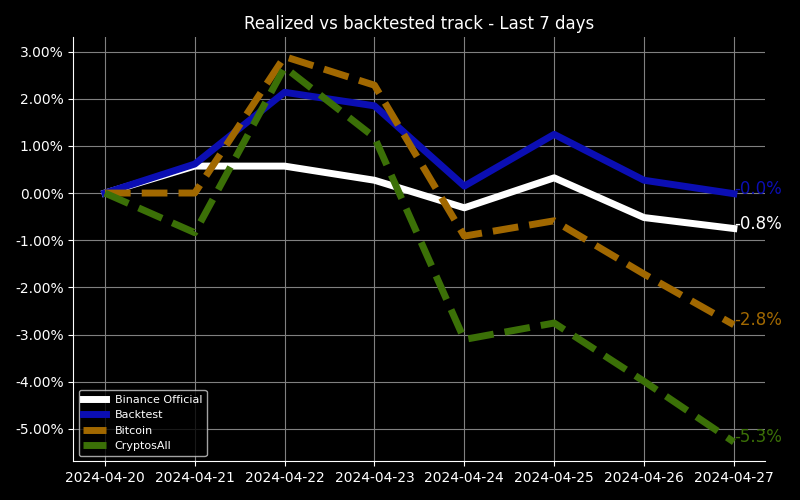 Realized vs backtested track - Last 7 days
3.00%
2.00%
1.00%
0.00%
-1.00%
-2.00%
-3.00%
-4.00%
-5.00%
-0.0%
-0.8%
-2.8%
-5.3%
Binance Official
Backtest
Bitcoin
CryptosAll
2024-04-20 2024-04-21 2024-04-22 2024-04-23 2024-04-24 2024-04-25 2024-04-26 2024-04-27